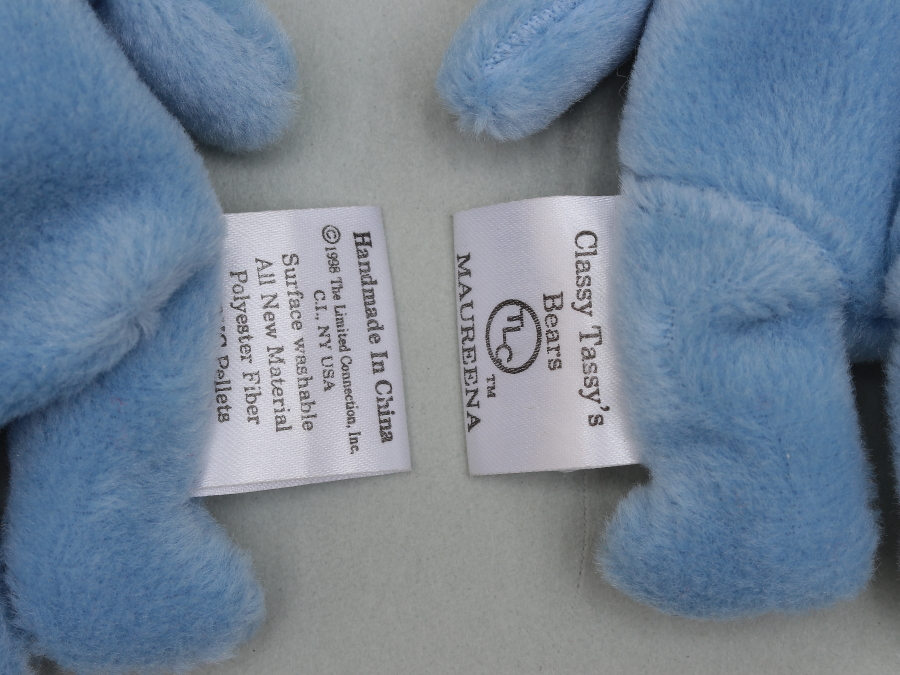 Handmade In China
©1998 The Limited Connection, Inc.
C.I., NY USA
Surface washable
All New Material
Polyester Fiber
Pellets
Classy Tassy's
Bears
TLC
TM
MAUREENA